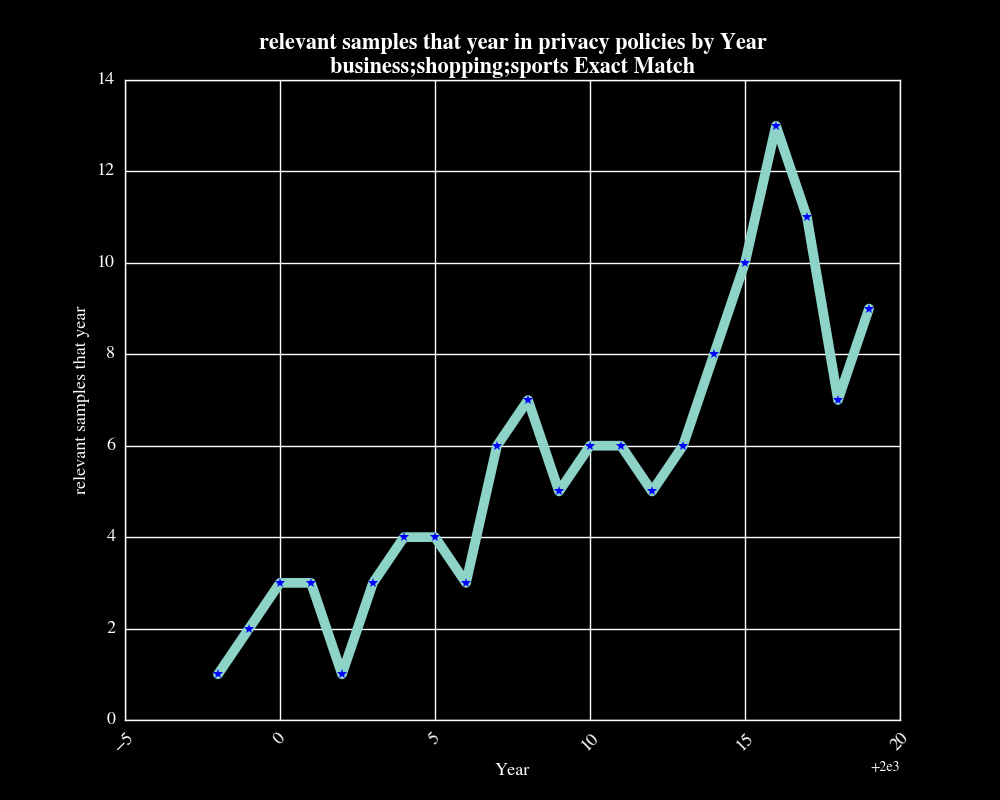 relevant samples that year in privacy policies by Year
business;shopping;sports Exact Match
14
12
10
8
6
4
2
0
relevant samples that year
−5
0
5
10
15
20
Year
+2e3